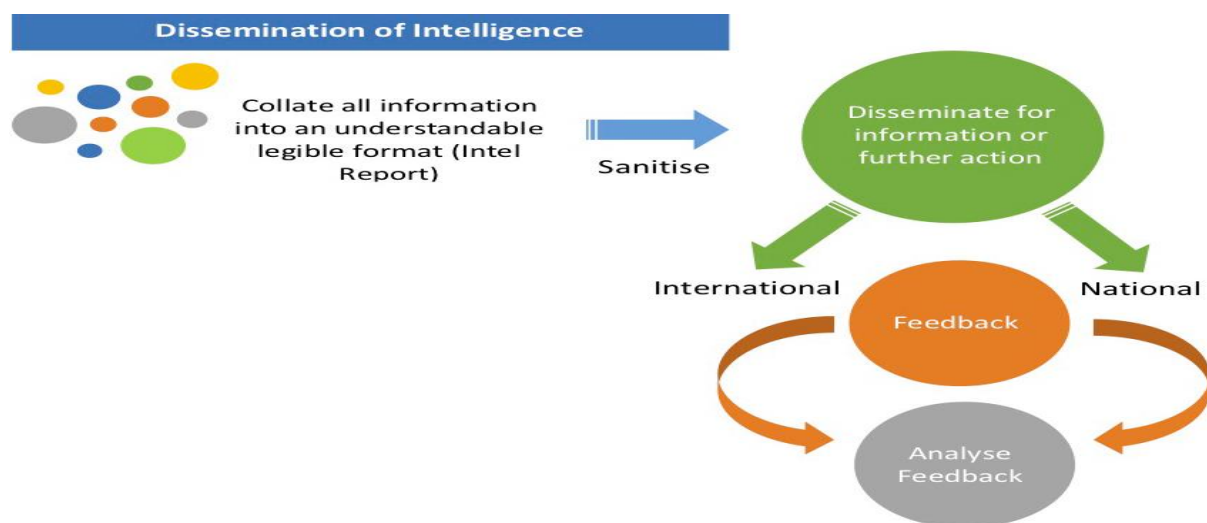 Dissemination of Intelligence
Collate all information
into an understandable
legible format (Intel
Report)
Sanitise
Disseminate for
information or
further action
International
National
Feedback
Analyse
Feedback